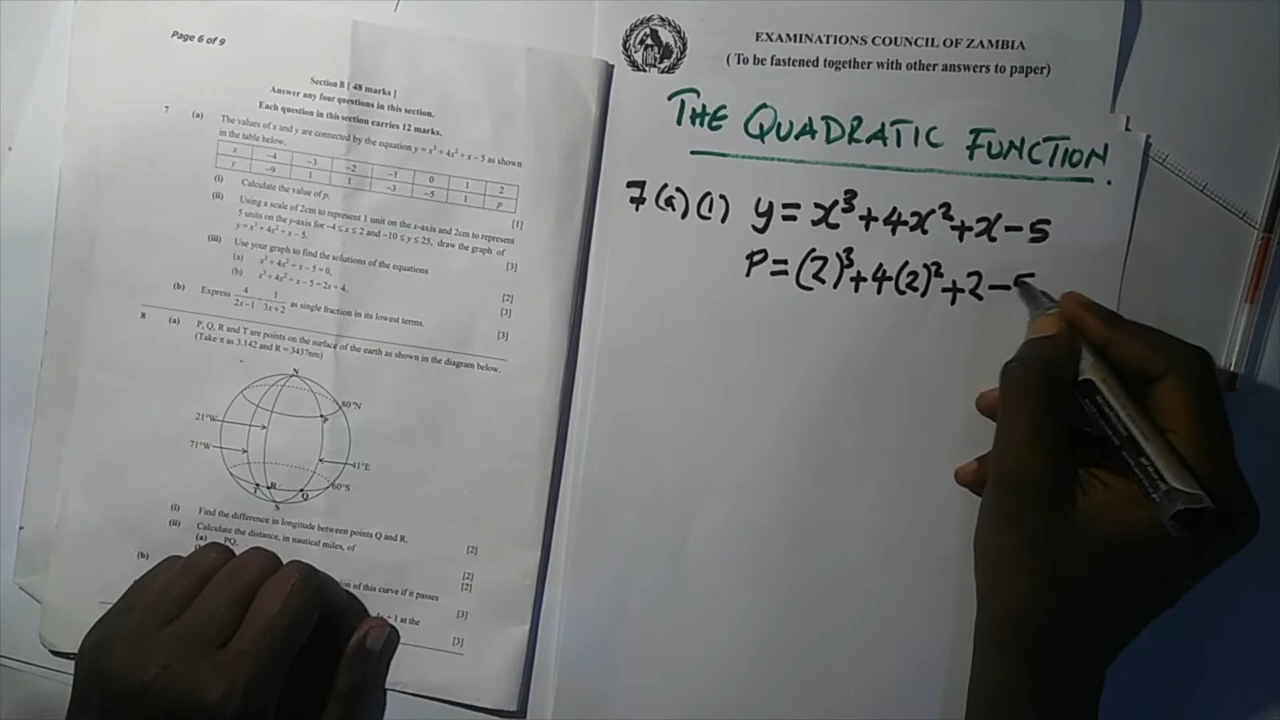 Page 6 of 9
Section B [ 48 marks ]
Answer any four questions in this section.
Each question in this section carries 12 marks.
7 (a) The values of x and y are connected by the equation y = x³ + 4x² + x − 5 as shown
in the table below.
x −4 −3 −2 −1 0 1 2
y −9 1 1 −3 −5 1 p
(i) Calculate the value of p. [1]
(ii) Using a scale of 2cm to represent 1 unit on the x-axis and 2cm to represent
5 units on the y-axis for −4 ≤ x ≤ 2 and −10 ≤ y ≤ 25, draw the graph of
y = x³ + 4x² + x − 5. [3]
(iii) Use your graph to find the solutions of the equations
(a) x³ + 4x² + x − 5 = 0, [2]
(b) x³ + 4x² + x − 5 = 2x + 4. [3]
(b) Express 4/(2x−1) − 1/(3x+2) as single fraction in its lowest terms. [3]
8 (a) P, Q, R and T are points on the surface of the earth as shown in the diagram below.
(Take π as 3.142 and R = 3437nm)
N
80°N
P
21°W
71°W
41°E
60°S
T R Q
S
(i) Find the difference in longitude between points Q and R. [2]
(ii) Calculate the distance, in nautical miles, of
(a) PQ, [2]
[2]
(b) of this curve if it passes
[3]
+ 1 at the
[3]
EXAMINATIONS COUNCIL OF ZAMBIA
( To be fastened together with other answers to paper)
THE QUADRATIC FUNCTION.
7(a)(i) y = x³ + 4x² + x − 5
P = (2)³ + 4(2)² + 2 − 5